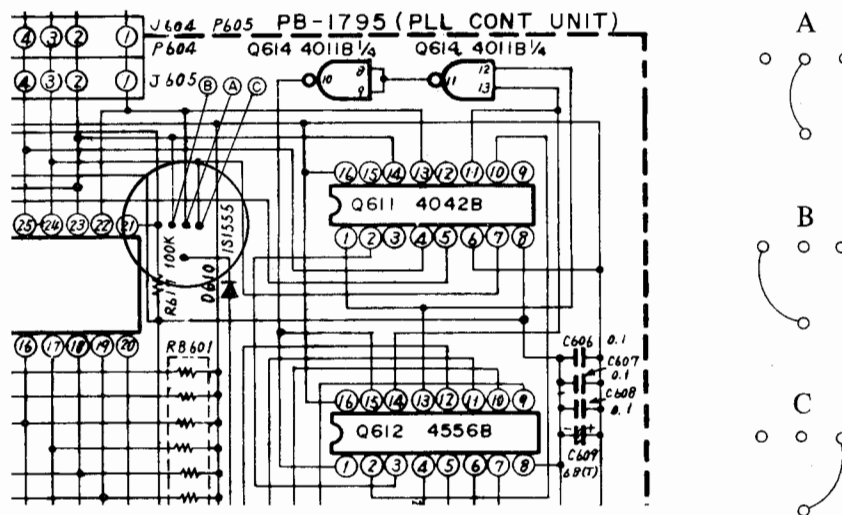 J604 P605 PB-1795 (PLL CONT UNIT)
4 3 2 1 P604 Q614 4011B ¼ Q614 4011B ¼
4 3 2 1 J605 B A C
10 8 9 11 12 13
16 15 14 13 12 11 10 9
Q611 4042B
1 2 3 4 5 6 7 8
25 24 23 22 21
R617 100K
D610
1S1555
16 17 18 19 20
RB601
C606 0.1
C607 0.1
C608 0.1
C609 68(T)
- +
16 15 14 13 12 11 10 9
Q612 4556B
1 2 3 4 5 6 7 8
A
B
C